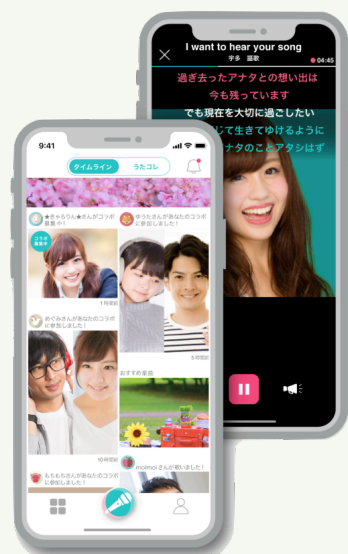 I want to hear your song
宇多 謳歌
04:45
過ぎ去ったアナタとの想い出は
今も残っています
でも現在を大切に過ごしたい
じて生きてゆけるように
ナタのことアタシはず
9:41
タイムライン
うたコレ
★きゃろりん★さんがコラボ
募集中!
ゆうたさんがあなたのコラボ
に参加しました!
コラボ
募集中
1時間前
めぐみさんがあなたのコラボ
に参加しました!
5時間前
おすすめ楽曲
10時間前
もちもちさんがあなたのコラボ
に参加しました!
moimoiさんが唄いました!